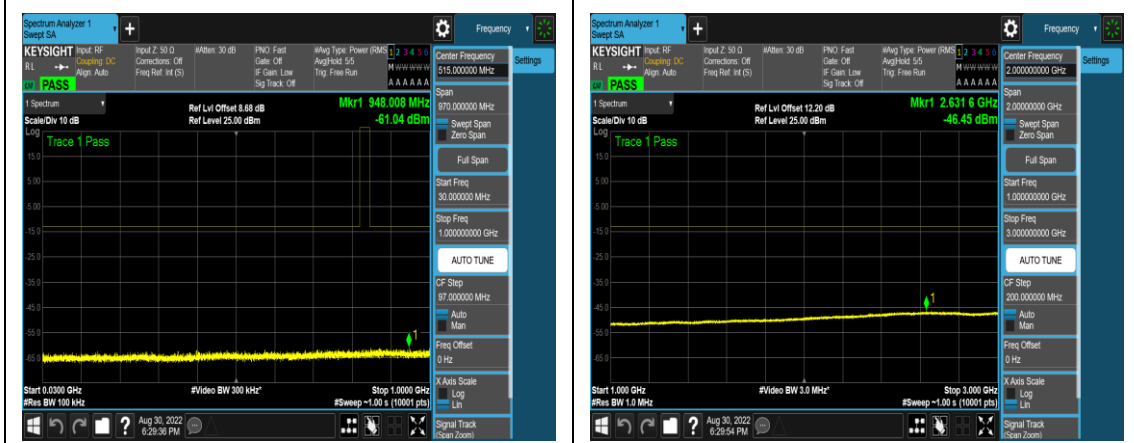 Spectrum Analyzer 1
Swept SA
+
Frequency
KEYSIGHT
RL
Input: RF
Coupling: DC
Align: Auto
Input Z: 50 Ω
Corrections: Off
Freq Ref: Int (S)
#Atten: 30 dB
PNO: Fast
Gate: Off
IF Gain: Low
Sig Track: Off
#Avg Type: Power (RMS
Avg|Hold: 5/5
Trig: Free Run
1 2 3 4 5 6
M W W W W W
A A A A A A
PASS
Center Frequency
515.000000 MHz
Settings
1 Spectrum
Scale/Div 10 dB
Ref Lvl Offset 8.68 dB
Ref Level 25.00 dBm
Mkr1 948.008 MHz
-61.04 dBm
Span
970.000000 MHz
Swept Span
Zero Span
Full Span
Start Freq
30.000000 MHz
Stop Freq
1.000000000 GHz
AUTO TUNE
CF Step
97.000000 MHz
Auto
Man
Freq Offset
0 Hz
X Axis Scale
Log
Lin
Signal Track
(Span Zoom)
Log
Trace 1 Pass
15.0
5.00
-5.00
-15.0
-25.0
-35.0
-45.0
-55.0
-65.0
1
Start 0.0300 GHz
#Res BW 100 kHz
#Video BW 300 kHz*
Stop 1.0000 GHz
#Sweep ~1.00 s (10001 pts)
?
Aug 30, 2022
6:29:36 PM
Spectrum Analyzer 1
Swept SA
+
Frequency
KEYSIGHT
RL
Input: RF
Coupling: DC
Align: Auto
Input Z: 50 Ω
Corrections: Off
Freq Ref: Int (S)
#Atten: 30 dB
PNO: Fast
Gate: Off
IF Gain: Low
Sig Track: Off
#Avg Type: Power (RMS
Avg|Hold: 5/5
Trig: Free Run
1 2 3 4 5 6
M W W W W W
A A A A A A
PASS
Center Frequency
2.000000000 GHz
Settings
1 Spectrum
Scale/Div 10 dB
Ref Lvl Offset 12.20 dB
Ref Level 25.00 dBm
Mkr1 2.631 6 GHz
-46.45 dBm
Span
2.00000000 GHz
Swept Span
Zero Span
Full Span
Start Freq
1.000000000 GHz
Stop Freq
3.000000000 GHz
AUTO TUNE
CF Step
200.000000 MHz
Auto
Man
Freq Offset
0 Hz
X Axis Scale
Log
Lin
Signal Track
(Span Zoom)
Log
Trace 1 Pass
15.0
5.00
-5.00
-15.0
-25.0
-35.0
-45.0
-55.0
-65.0
1
Start 1.000 GHz
#Res BW 1.0 MHz
#Video BW 3.0 MHz*
Stop 3.000 GHz
#Sweep ~1.00 s (10001 pts)
?
Aug 30, 2022
6:29:54 PM